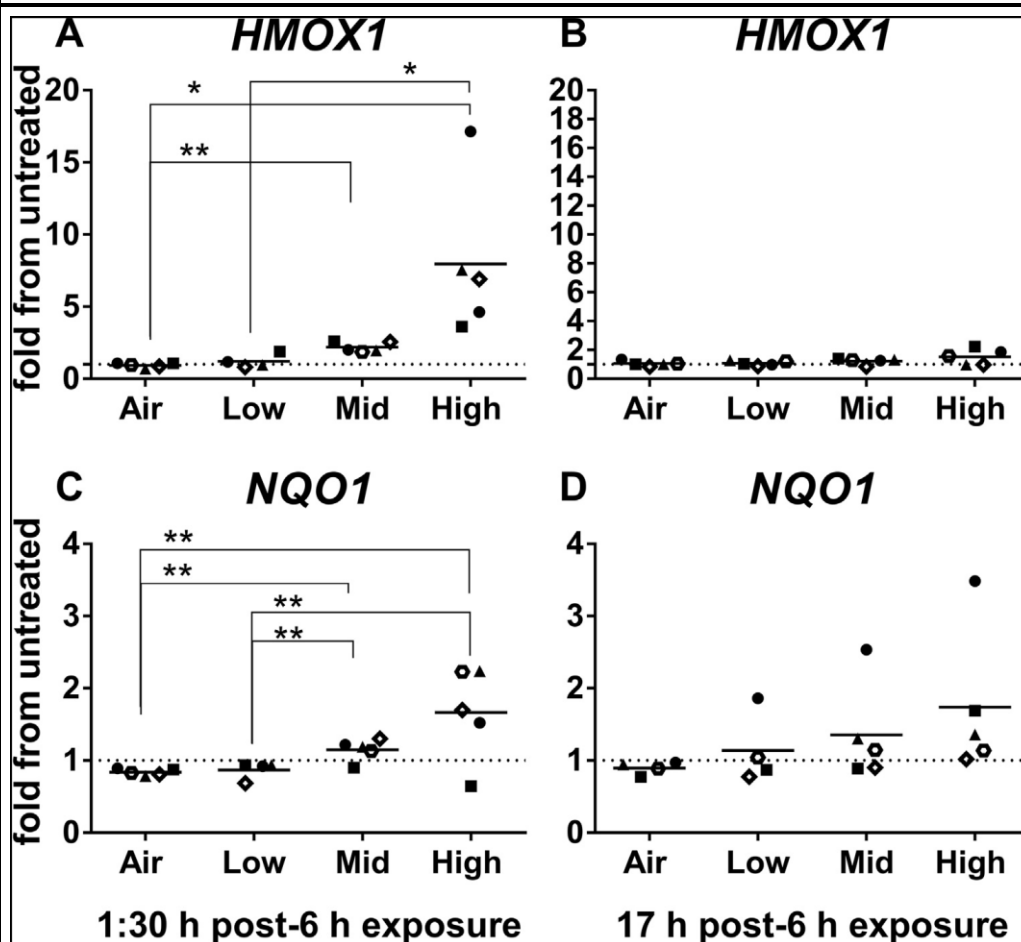 A HMOX1
fold from untreated
20
15
10
5
0
*
*
**
Air Low Mid High
B HMOX1
20
18
16
14
12
10
8
6
4
2
0
Air Low Mid High
C NQO1
fold from untreated
4
3
2
1
0
**
**
**
**
Air Low Mid High
1:30 h post-6 h exposure
D NQO1
4
3
2
1
0
Air Low Mid High
17 h post-6 h exposure